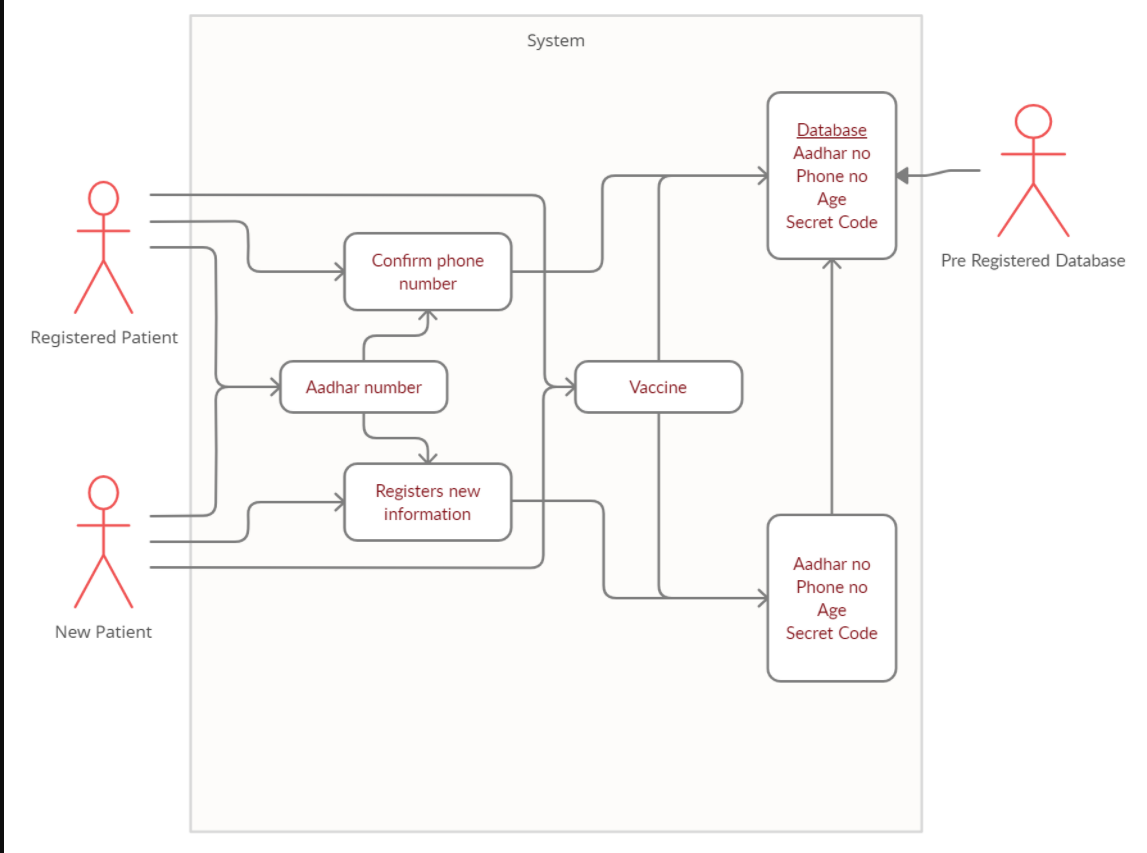 System
Database
Aadhar no
Phone no
Age
Secret Code
Pre Registered Database
Registered Patient
Confirm phone
number
Aadhar number
Vaccine
Registers new
information
New Patient
Aadhar no
Phone no
Age
Secret Code